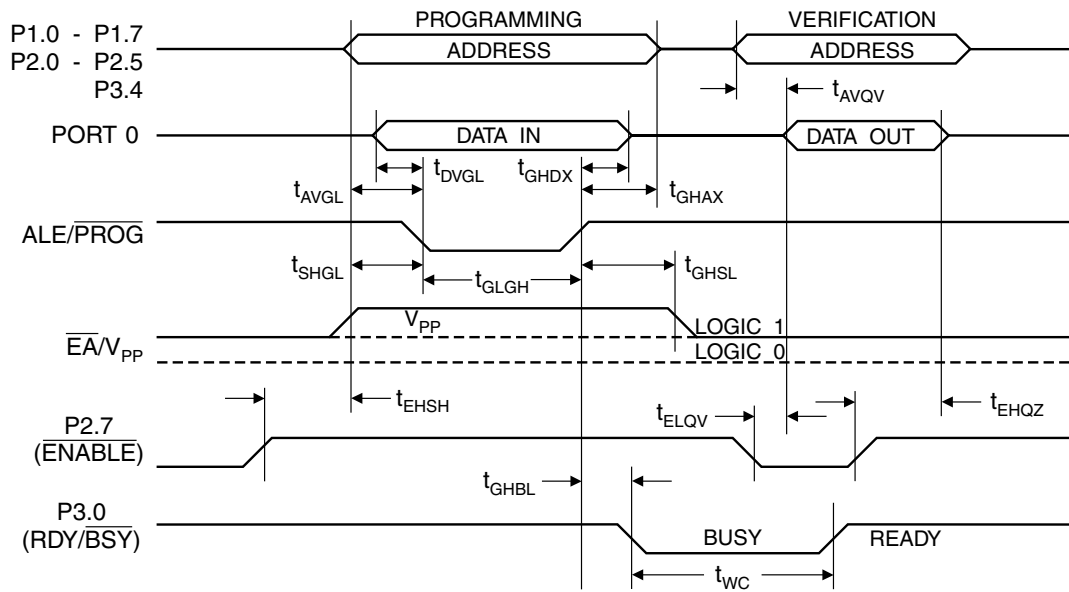 PROGRAMMING VERIFICATION
P1.0 - P1.7
P2.0 - P2.5
P3.4
ADDRESS ADDRESS
tAVQV
PORT 0 DATA IN DATA OUT
tDVGL tGHDX
tAVGL tGHAX
ALE/PROG
tSHGL tGLGH tGHSL
VPP LOGIC 1
EA/VPP LOGIC 0
tEHSH tELQV tEHQZ
P2.7
(ENABLE)
tGHBL
P3.0
(RDY/BSY) BUSY READY
tWC